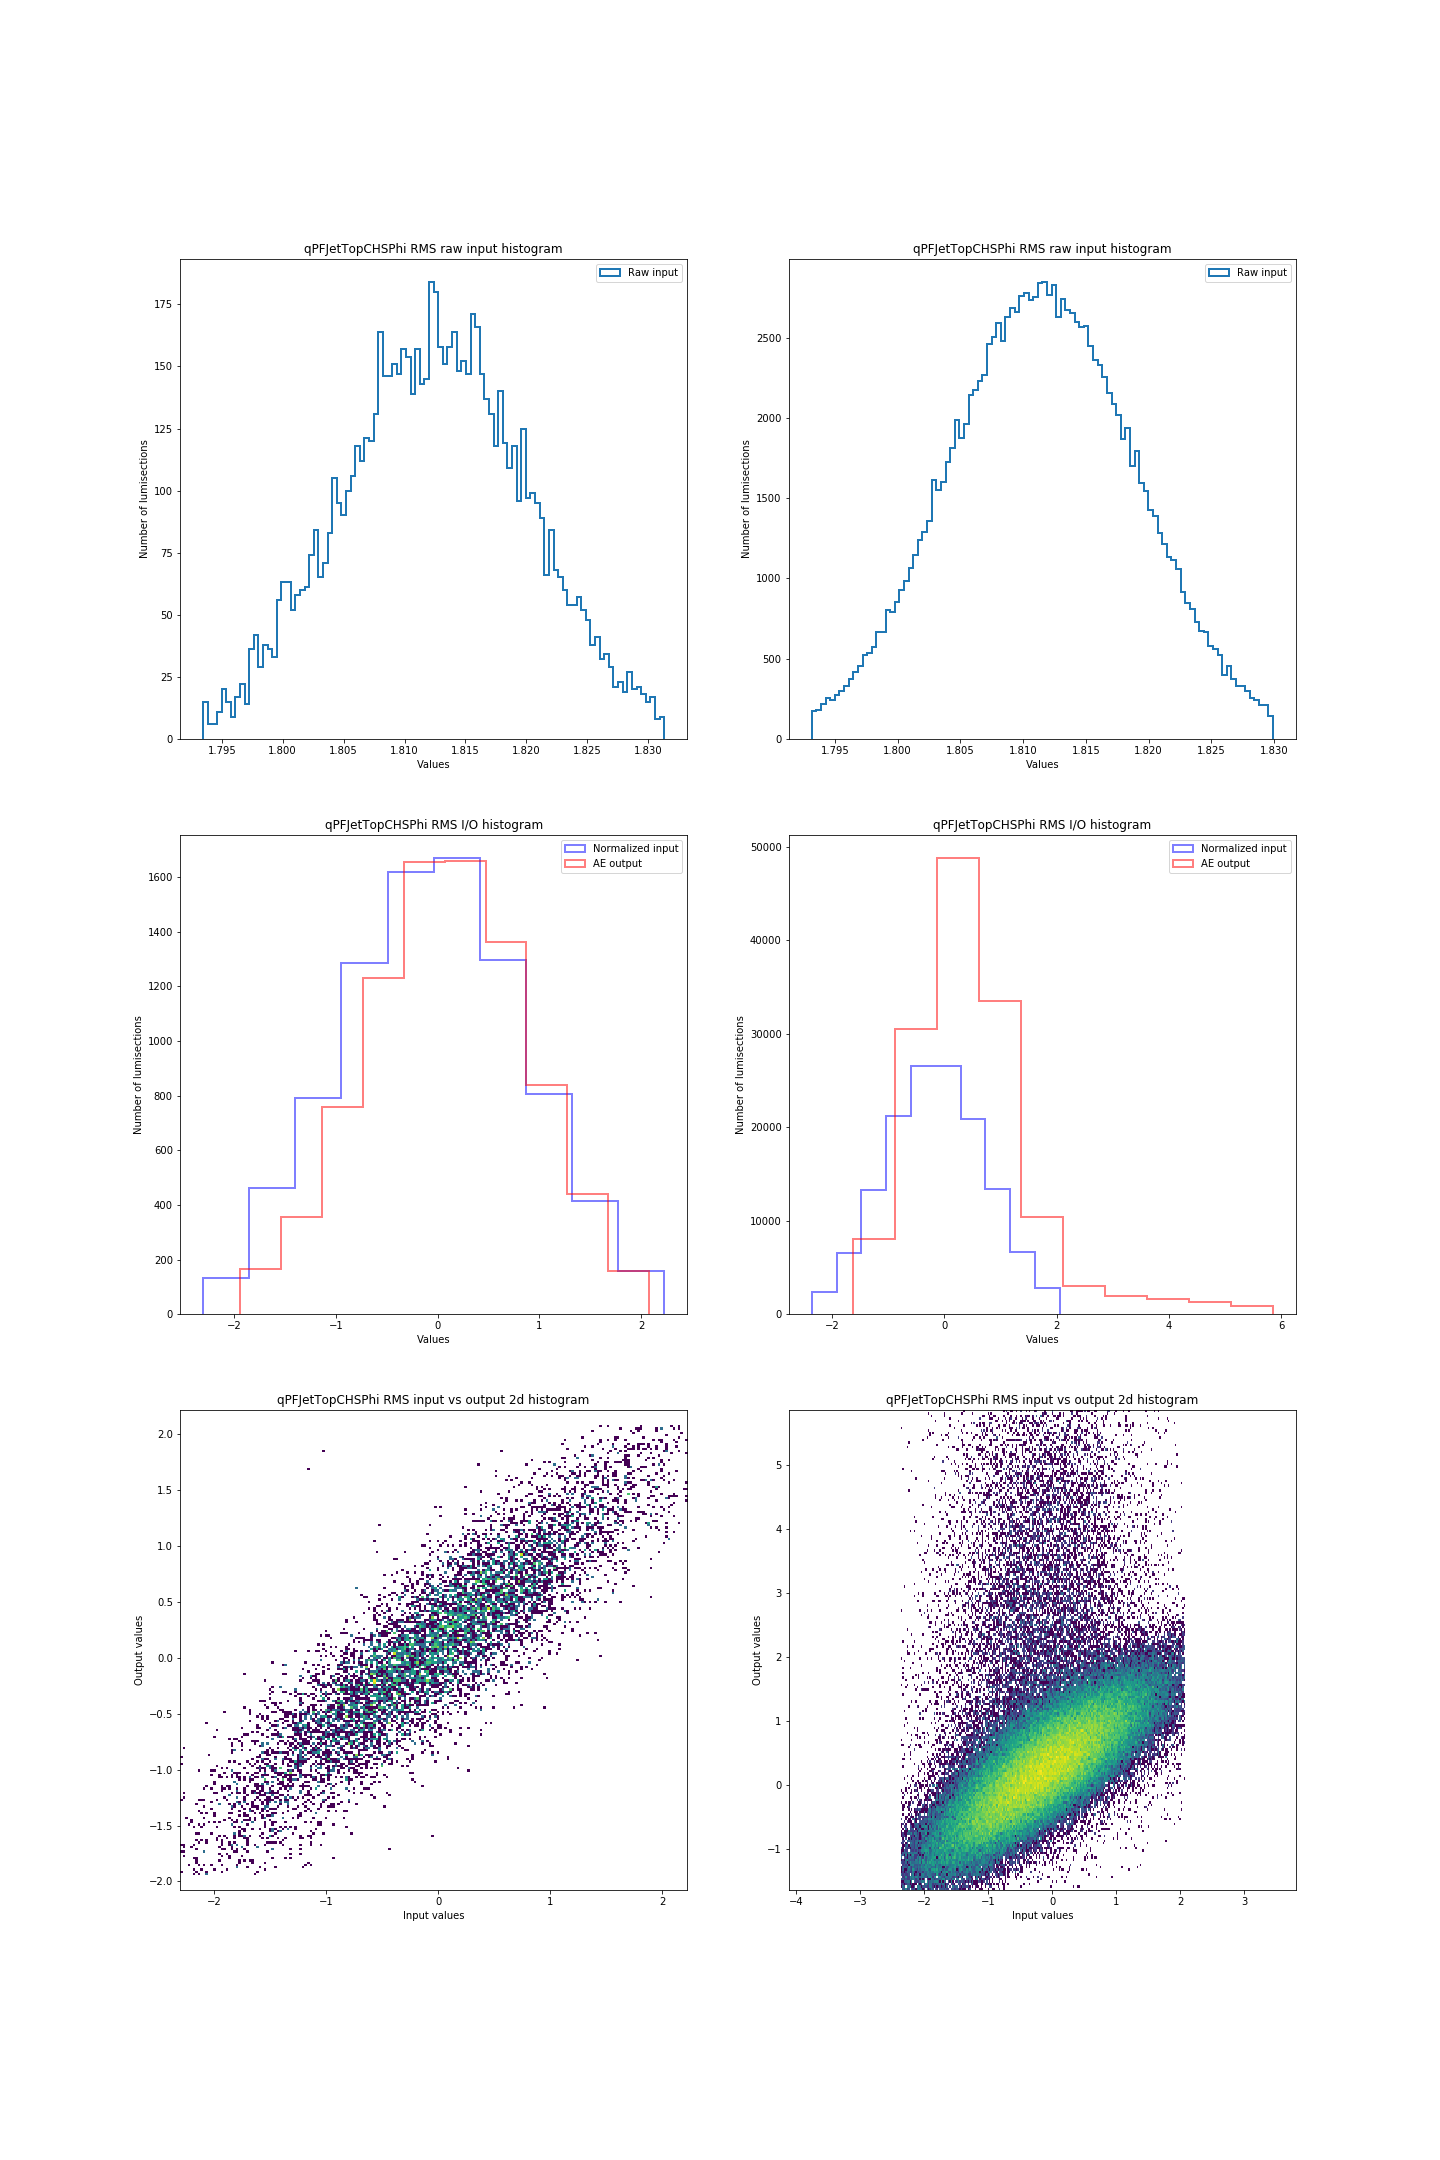 qPFJetTopCHSPhi RMS raw input histogram
Raw input
Number of lumisections
175
150
125
100
75
50
25
0
1.795 1.800 1.805 1.810 1.815 1.820 1.825 1.830
Values
qPFJetTopCHSPhi RMS raw input histogram
Raw input
Number of lumisections
2500
2000
1500
1000
500
0
1.795 1.800 1.805 1.810 1.815 1.820 1.825 1.830
Values
qPFJetTopCHSPhi RMS I/O histogram
Normalized input
AE output
Number of lumisections
1600
1400
1200
1000
800
600
400
200
0
−2 −1 0 1 2
Values
qPFJetTopCHSPhi RMS I/O histogram
Normalized input
AE output
Number of lumisections
50000
40000
30000
20000
10000
0
−2 0 2 4 6
Values
qPFJetTopCHSPhi RMS input vs output 2d histogram
Output values
2.0
1.5
1.0
0.5
0.0
−0.5
−1.0
−1.5
−2.0
−2 −1 0 1 2
Input values
qPFJetTopCHSPhi RMS input vs output 2d histogram
Output values
5
4
3
2
1
0
−1
−4 −3 −2 −1 0 1 2 3
Input values